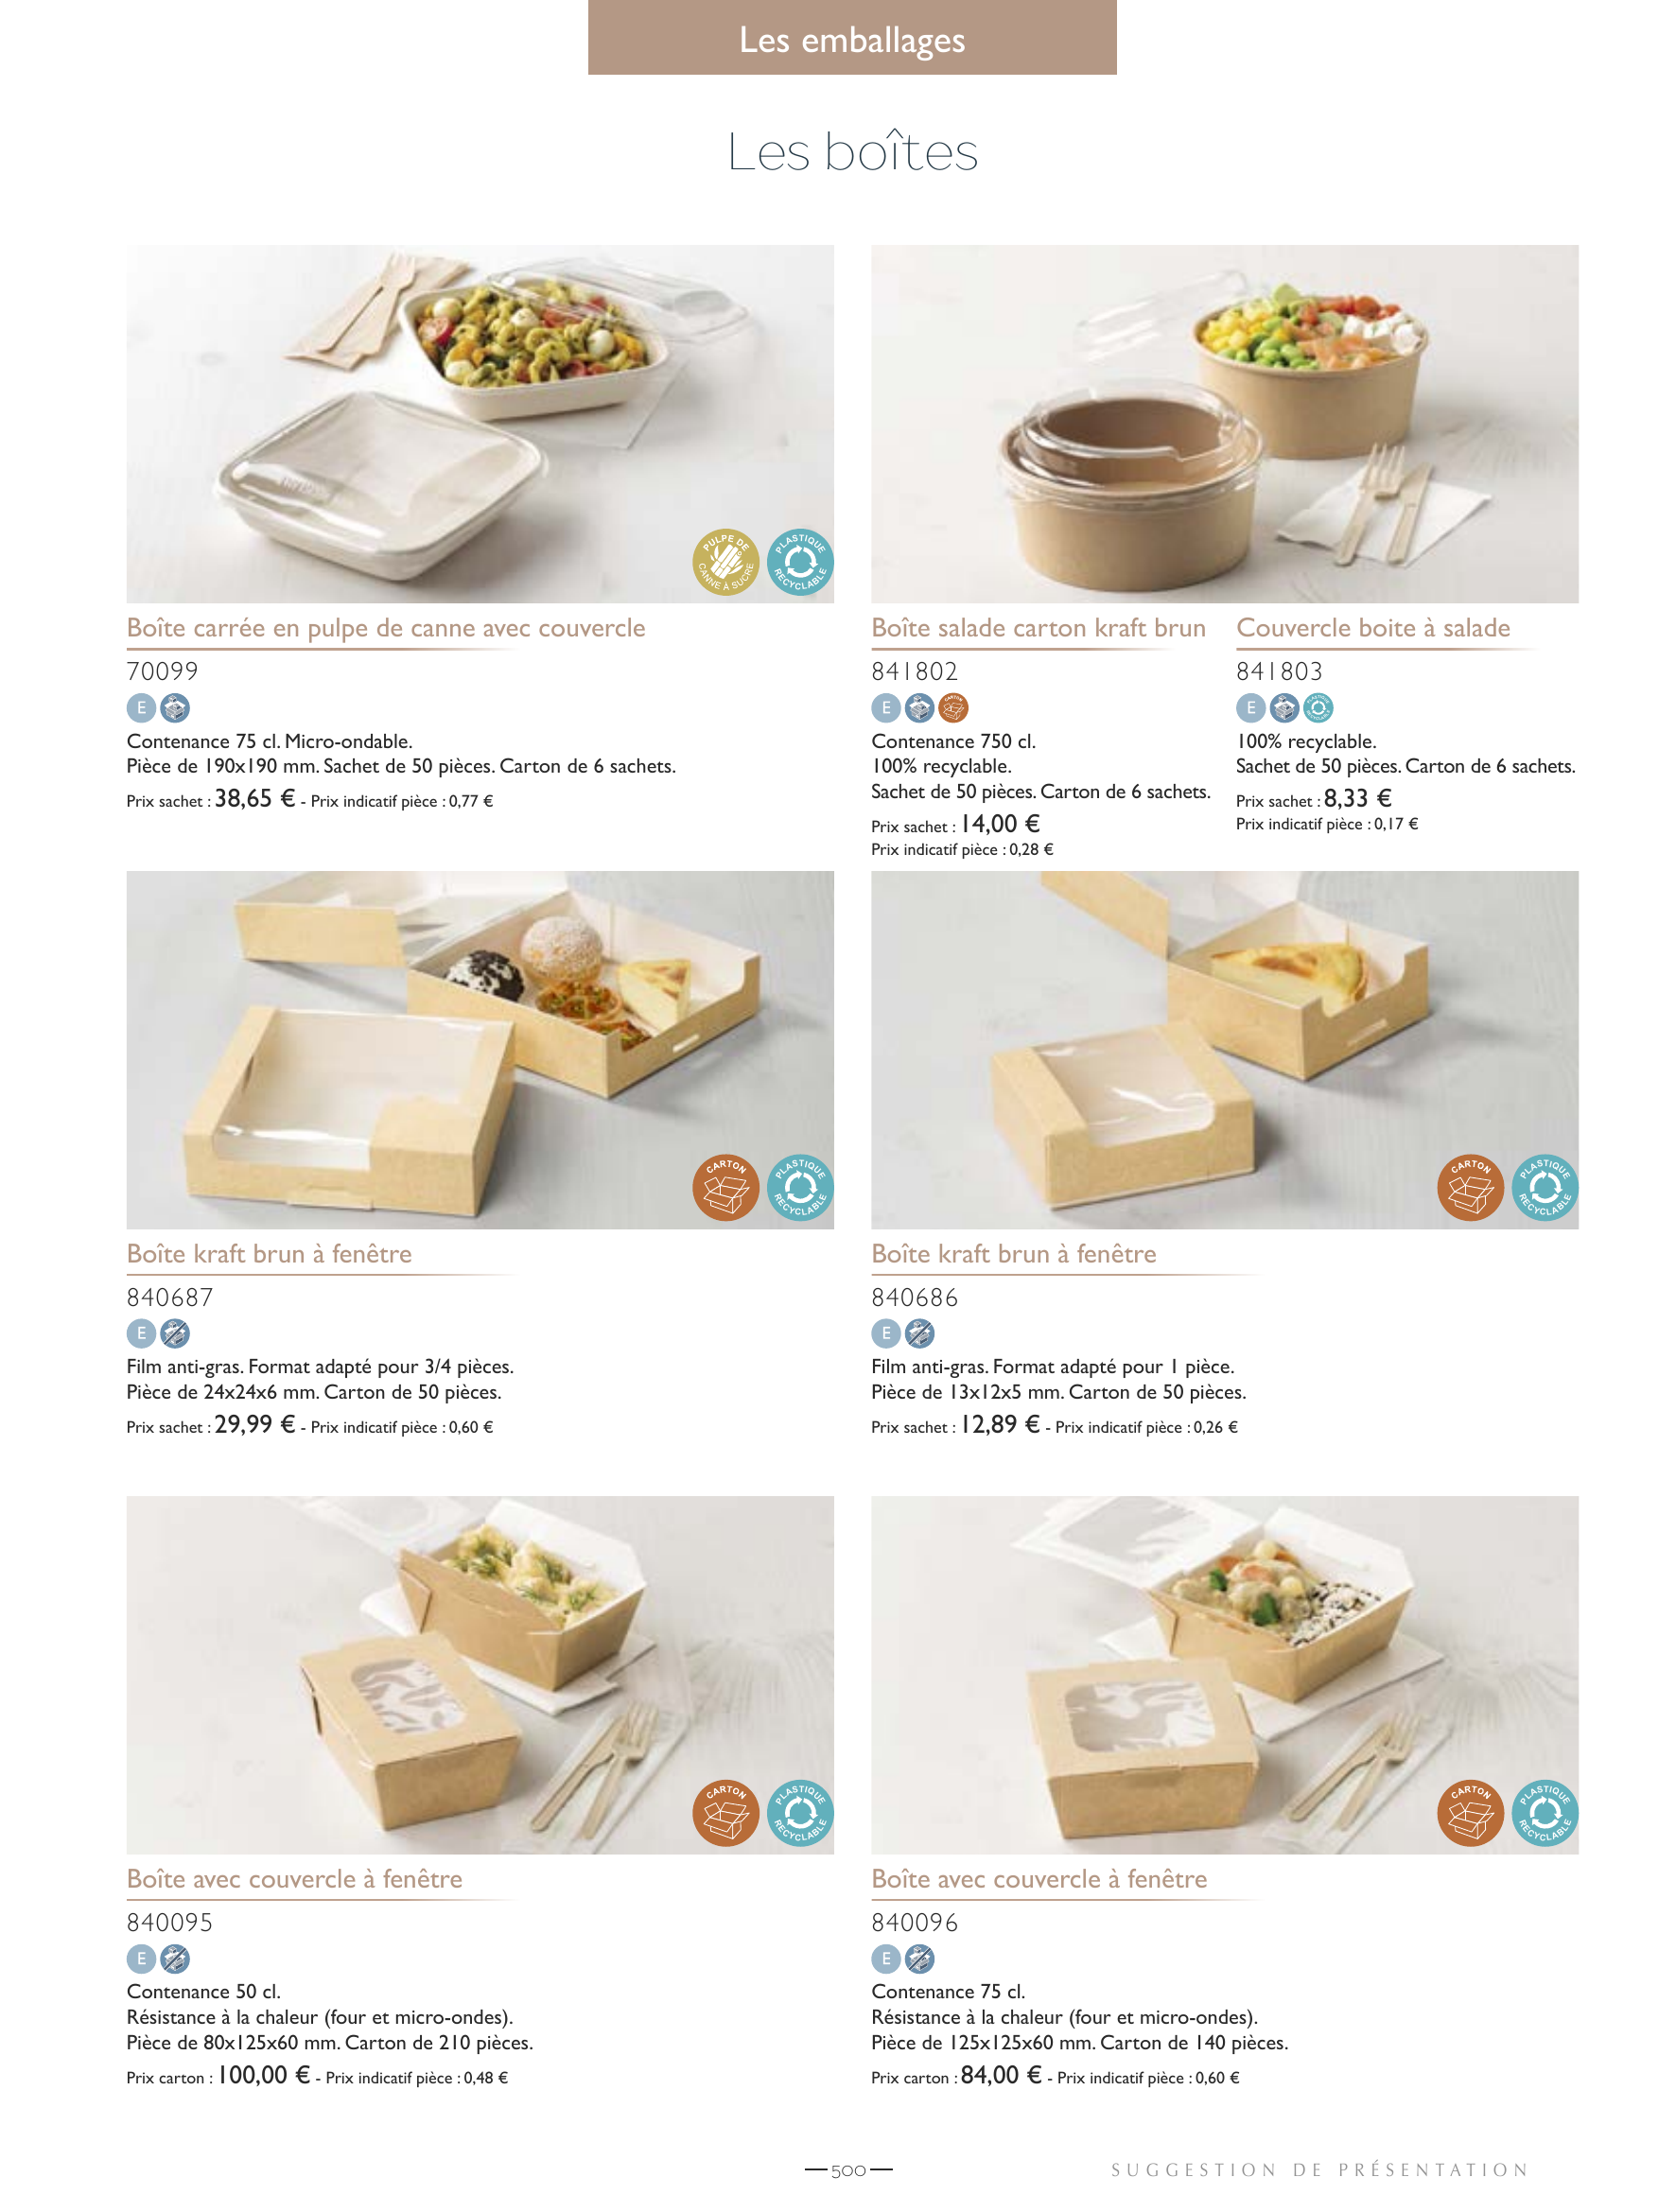 Les emballages
Les boîtes
PULPE DE CANNE À SUCRE
PLASTIQUE RECYCLABLE
Boîte carrée en pulpe de canne avec couvercle
70099
E
Contenance 75 cl. Micro-ondable.
Pièce de 190x190 mm. Sachet de 50 pièces. Carton de 6 sachets.
Prix sachet : 38,65 € - Prix indicatif pièce : 0,77 €
Boîte salade carton kraft brun
841802
E CARTON
Contenance 750 cl.
100% recyclable.
Sachet de 50 pièces. Carton de 6 sachets.
Prix sachet : 14,00 €
Prix indicatif pièce : 0,28 €
Couvercle boite à salade
841803
E PLASTIQUE RECYCLABLE
100% recyclable.
Sachet de 50 pièces. Carton de 6 sachets.
Prix sachet : 8,33 €
Prix indicatif pièce : 0,17 €
CARTON
PLASTIQUE RECYCLABLE
Boîte kraft brun à fenêtre
840687
E
Film anti-gras. Format adapté pour 3/4 pièces.
Pièce de 24x24x6 mm. Carton de 50 pièces.
Prix sachet : 29,99 € - Prix indicatif pièce : 0,60 €
CARTON
PLASTIQUE RECYCLABLE
Boîte kraft brun à fenêtre
840686
E
Film anti-gras. Format adapté pour 1 pièce.
Pièce de 13x12x5 mm. Carton de 50 pièces.
Prix sachet : 12,89 € - Prix indicatif pièce : 0,26 €
CARTON
PLASTIQUE RECYCLABLE
Boîte avec couvercle à fenêtre
840095
E
Contenance 50 cl.
Résistance à la chaleur (four et micro-ondes).
Pièce de 80x125x60 mm. Carton de 210 pièces.
Prix carton : 100,00 € - Prix indicatif pièce : 0,48 €
CARTON
PLASTIQUE RECYCLABLE
Boîte avec couvercle à fenêtre
840096
E
Contenance 75 cl.
Résistance à la chaleur (four et micro-ondes).
Pièce de 125x125x60 mm. Carton de 140 pièces.
Prix carton : 84,00 € - Prix indicatif pièce : 0,60 €
500
SUGGESTION DE PRÉSENTATION